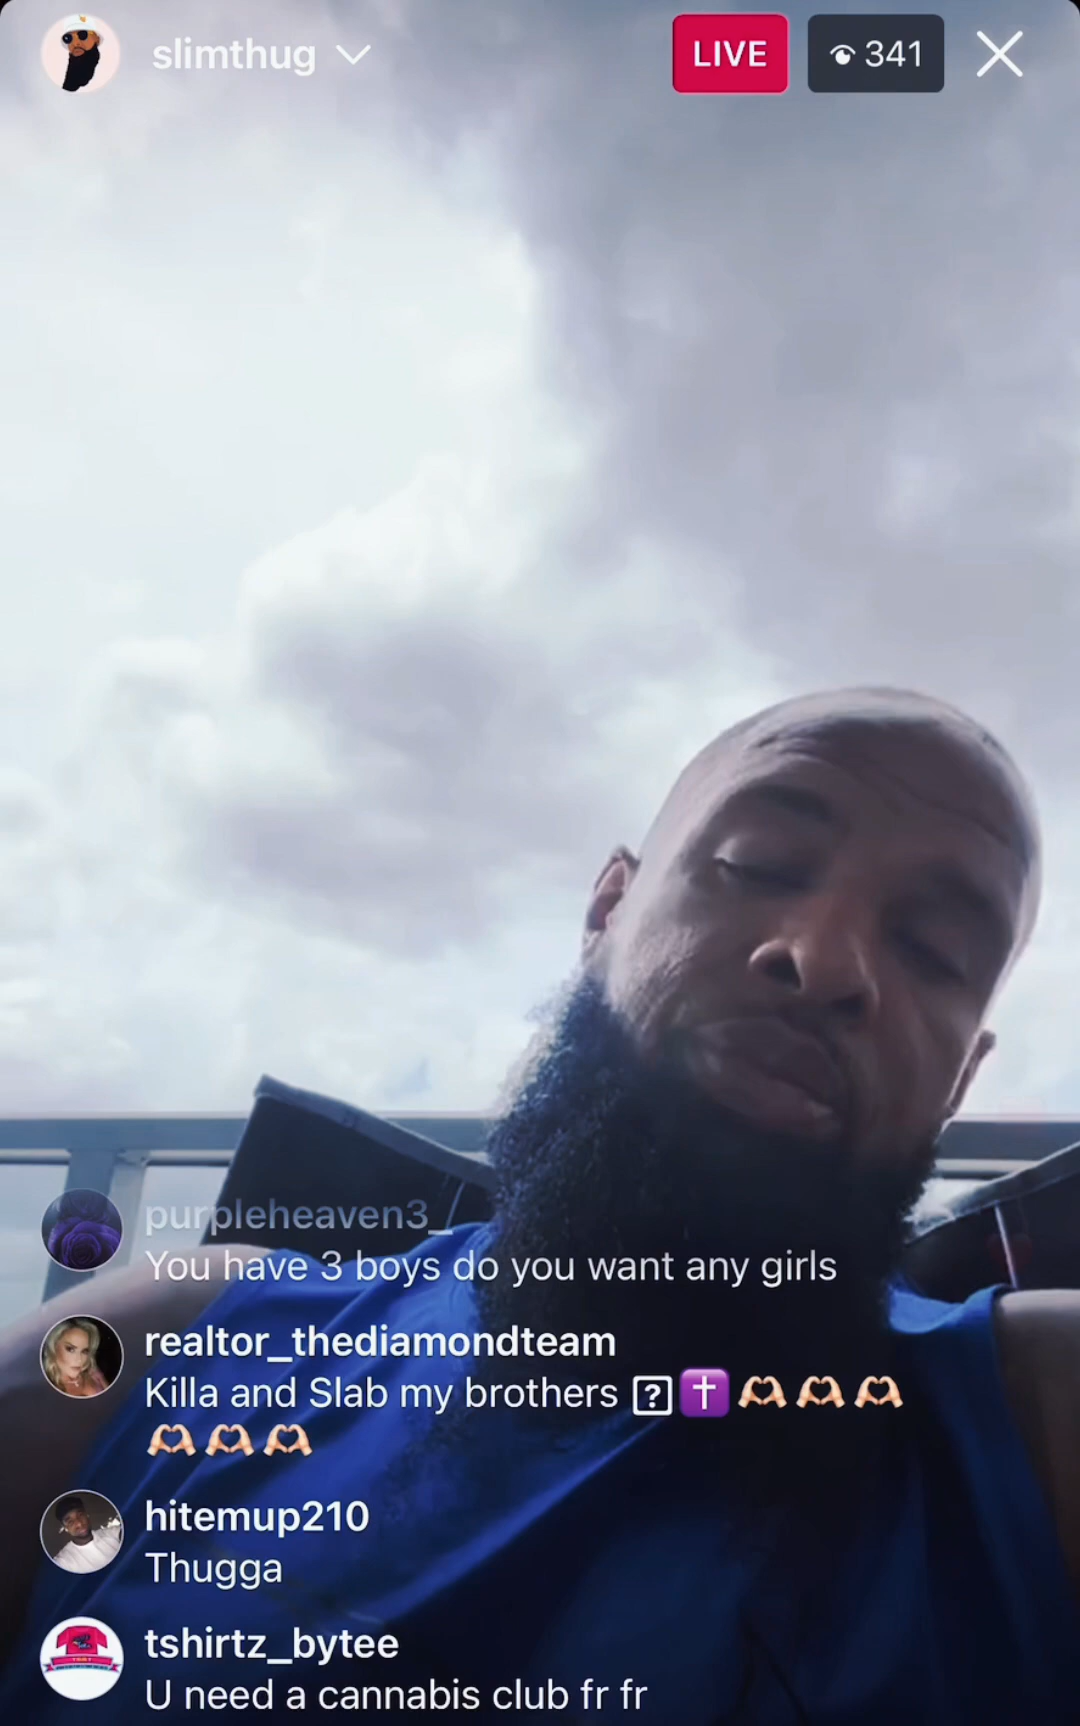 slimthug
LIVE
341
purpleheaven3_
You have 3 boys do you want any girls
realtor_thediamondteam
Killa and Slab my brothers [?]✝️🫶🏼🫶🏼🫶🏼
🫶🏼🫶🏼🫶🏼
hitemup210
Thugga
tshirtz_bytee
U need a cannabis club fr fr